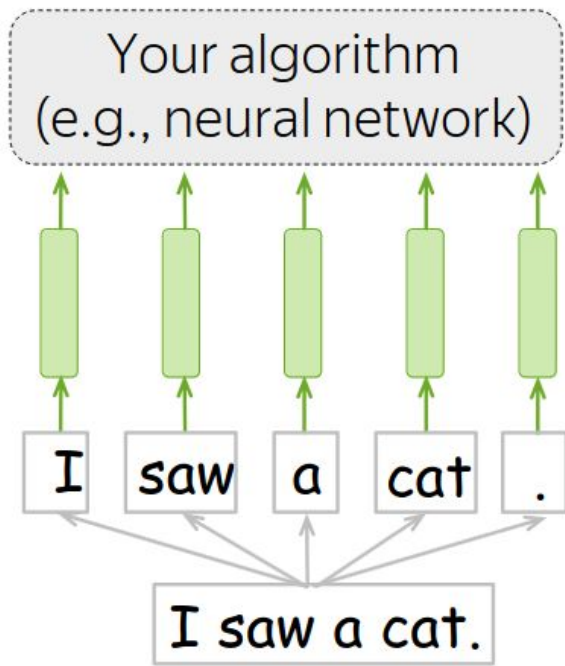 Your algorithm
(e.g., neural network)
I saw a cat .
I saw a cat.